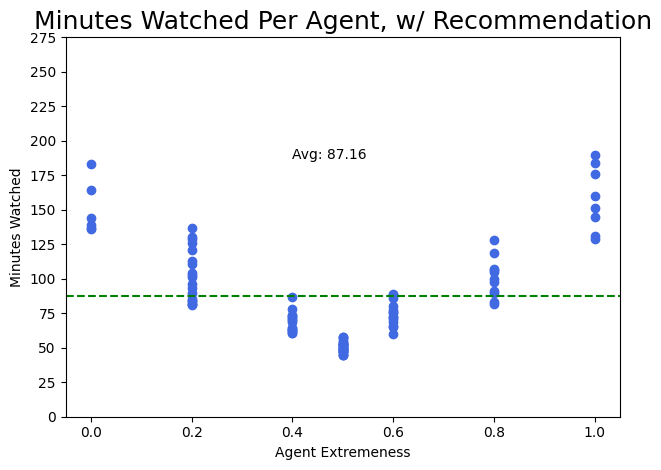 Minutes Watched Per Agent, w/ Recommendation
275
250
225
200
175
150
125
100
75
50
25
0
Minutes Watched
Avg: 87.16
0.0 0.2 0.4 0.6 0.8 1.0
Agent Extremeness